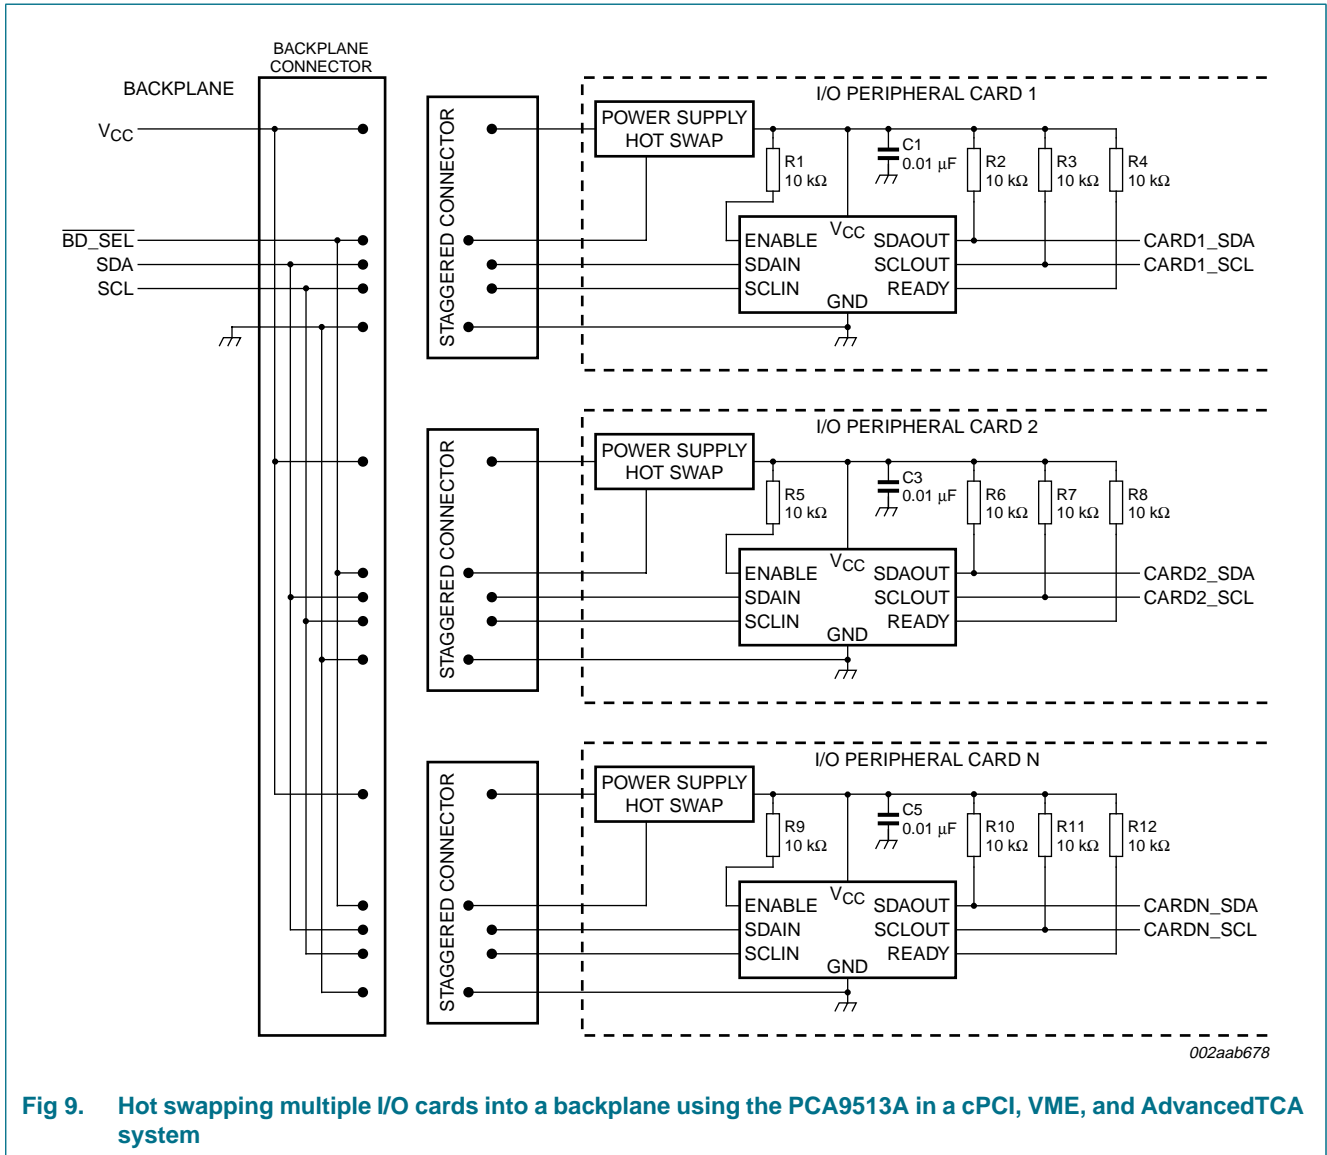 BACKPLANE
CONNECTOR
BACKPLANE
VCC
BD_SEL
SDA
SCL
STAGGERED CONNECTOR
I/O PERIPHERAL CARD 1
POWER SUPPLY
HOT SWAP
R1
10 kΩ
C1
0.01 μF
R2
10 kΩ
R3
10 kΩ
R4
10 kΩ
ENABLE
SDAIN
SCLIN
VCC
GND
SDAOUT
SCLOUT
READY
CARD1_SDA
CARD1_SCL
STAGGERED CONNECTOR
I/O PERIPHERAL CARD 2
POWER SUPPLY
HOT SWAP
R5
10 kΩ
C3
0.01 μF
R6
10 kΩ
R7
10 kΩ
R8
10 kΩ
ENABLE
SDAIN
SCLIN
VCC
GND
SDAOUT
SCLOUT
READY
CARD2_SDA
CARD2_SCL
STAGGERED CONNECTOR
I/O PERIPHERAL CARD N
POWER SUPPLY
HOT SWAP
R9
10 kΩ
C5
0.01 μF
R10
10 kΩ
R11
10 kΩ
R12
10 kΩ
ENABLE
SDAIN
SCLIN
VCC
GND
SDAOUT
SCLOUT
READY
CARDN_SDA
CARDN_SCL
002aab678
Fig 9. Hot swapping multiple I/O cards into a backplane using the PCA9513A in a cPCI, VME, and AdvancedTCA
system